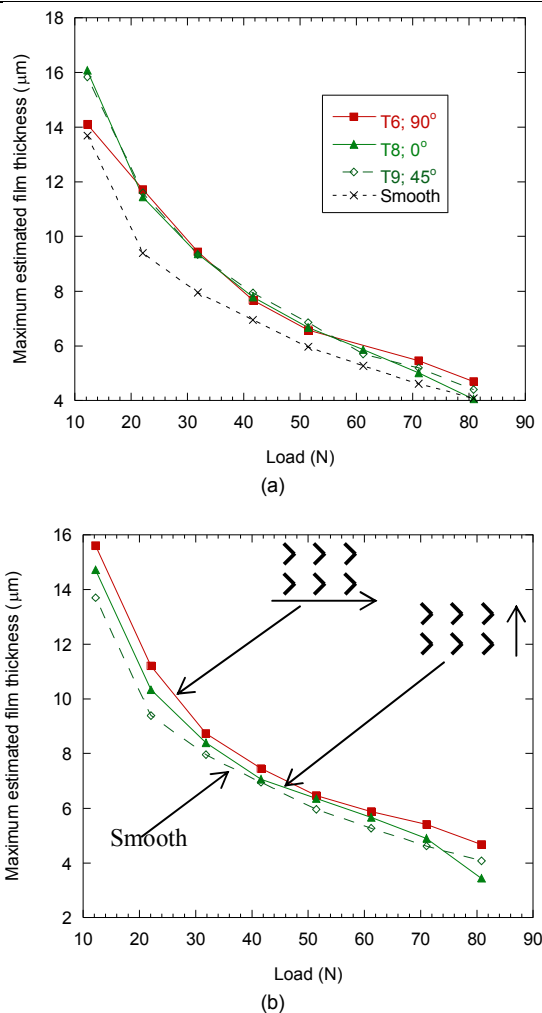 18
16
14
12
10
8
6
4
Maximum estimated film thickness (μm)
T6; 90°
T8; 0°
T9; 45°
Smooth
10 20 30 40 50 60 70 80 90
Load (N)
(a)
16
14
12
10
8
6
4
2
Maximum estimated film thickness (μm)
Smooth
10 20 30 40 50 60 70 80 90
Load (N)
(b)